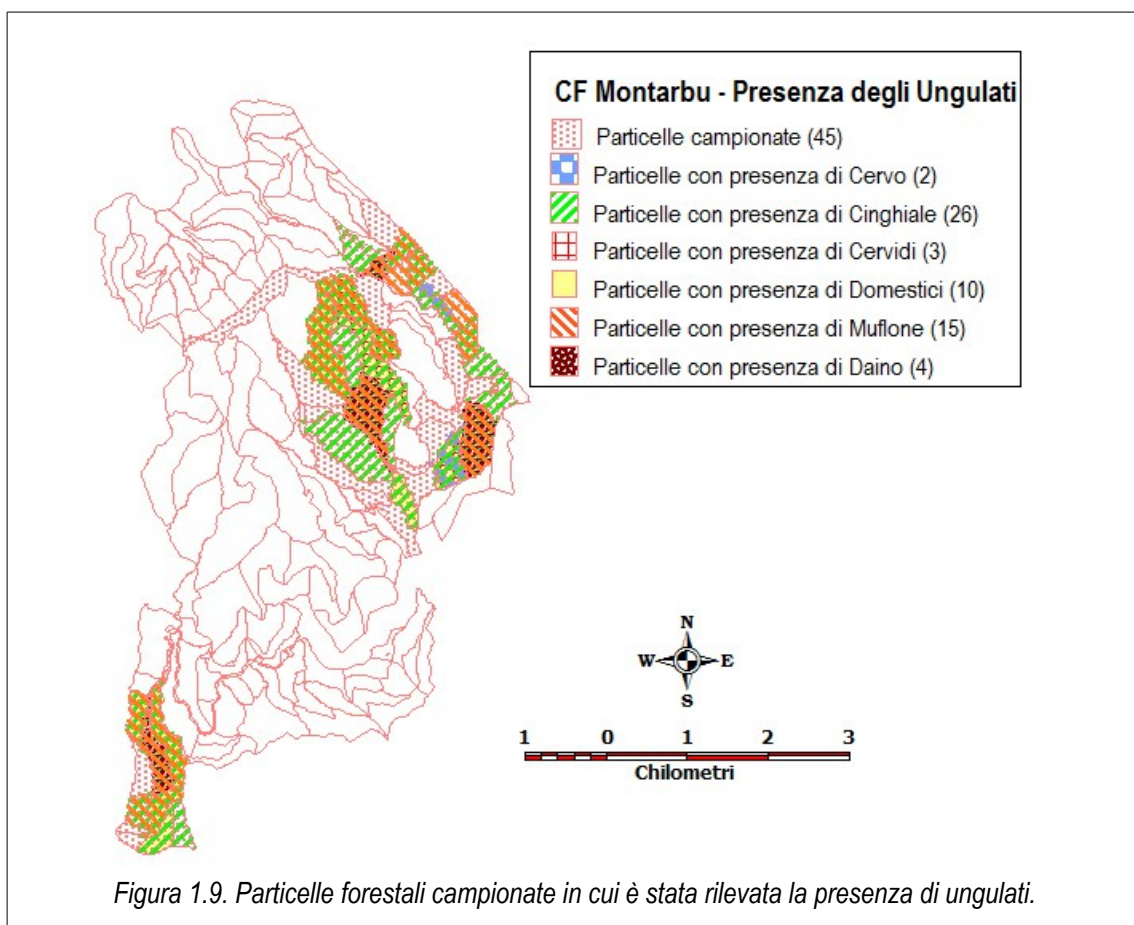 CF Montarbu - Presenza degli Ungulati
Particelle campionate (45)
Particelle con presenza di Cervo (2)
Particelle con presenza di Cinghiale (26)
Particelle con presenza di Cervidi (3)
Particelle con presenza di Domestici (10)
Particelle con presenza di Muflone (15)
Particelle con presenza di Daino (4)
N
W E
S
1 0 1 2 3
Chilometri
Figura 1.9. Particelle forestali campionate in cui è stata rilevata la presenza di ungulati.